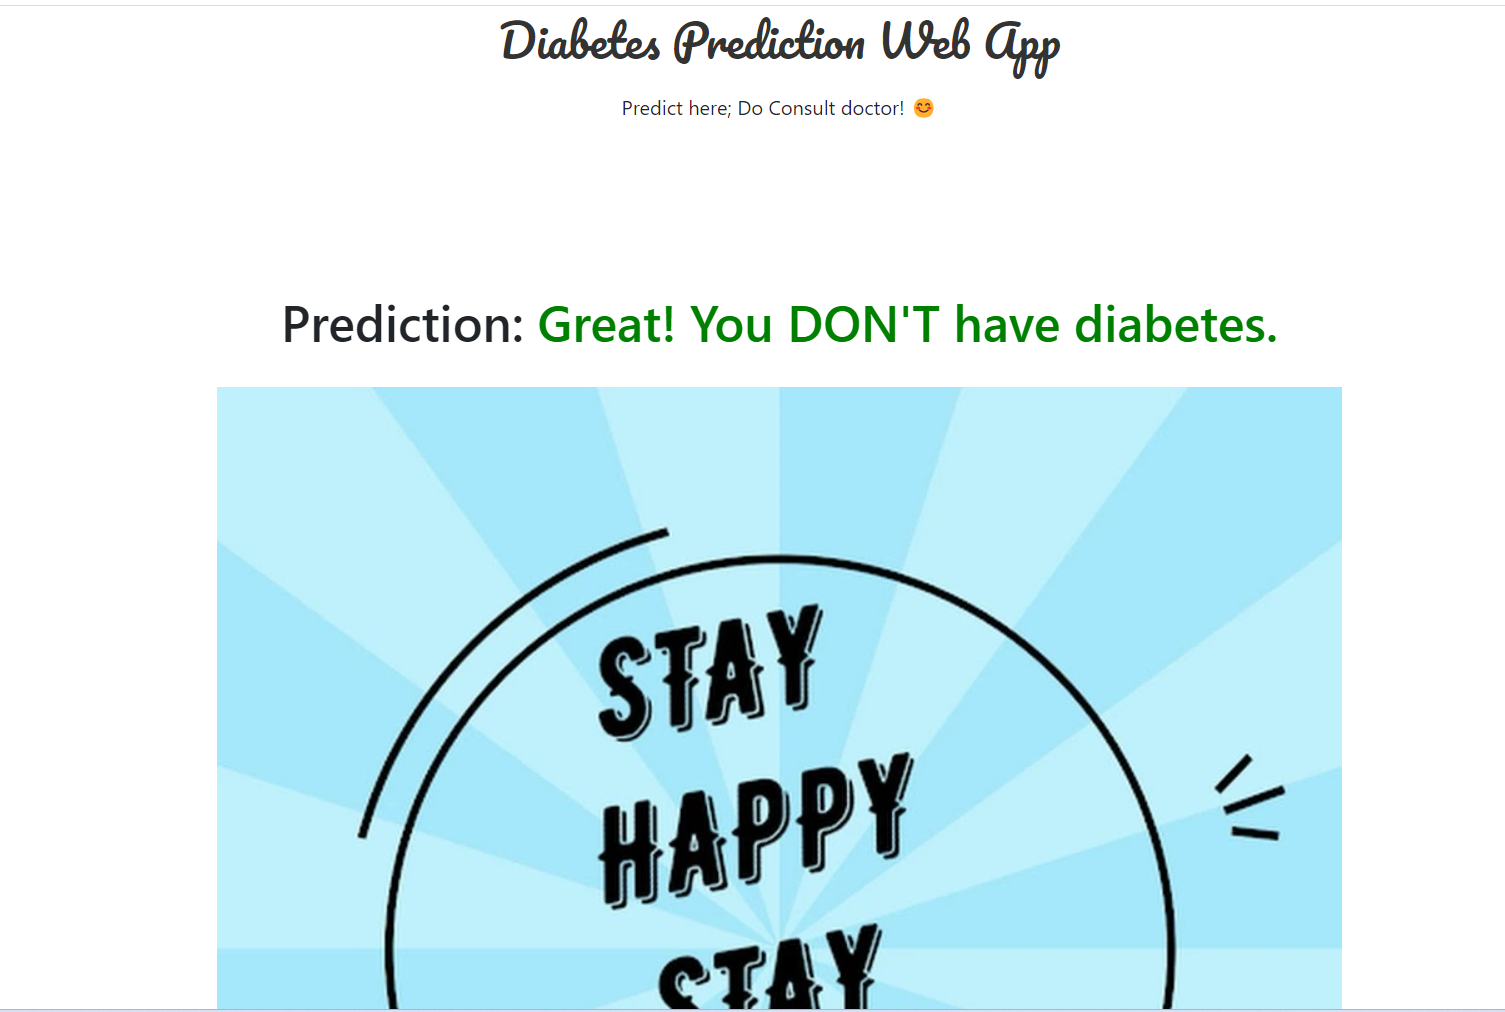 Diabetes Prediction Web App
Predict here; Do Consult doctor! 😊
Prediction: Great! You DON'T have diabetes.
STAY
HAPPY
STAY